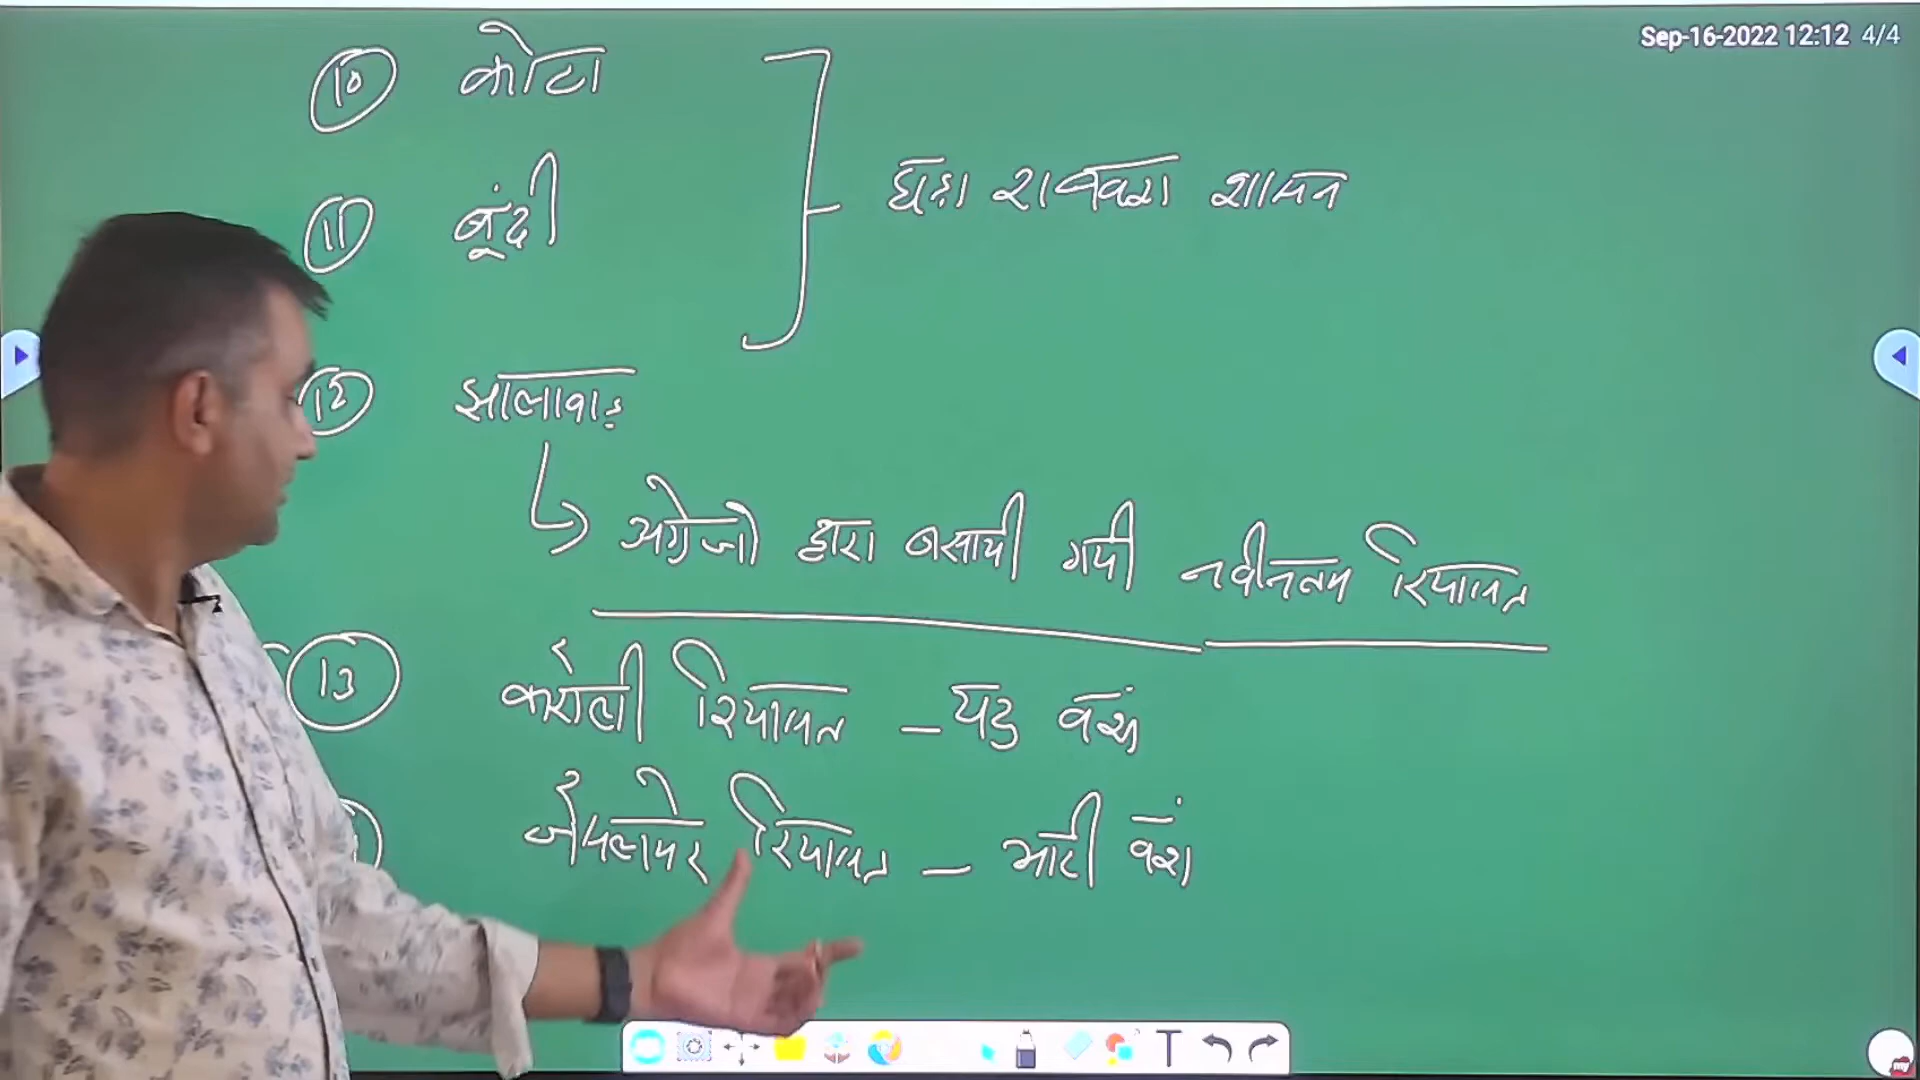 Sep-16-2022 12:12 4/4
10 कोटा
11 बूंदी
हाड़ा राजवंश शासन
12 झालावाड़
अंग्रेजो द्वारा बसायी गयी नवीनतम रियासत
13 करौली रियासत – यदु वंश
जैसलमेर रियासत – भाटी वंश
T